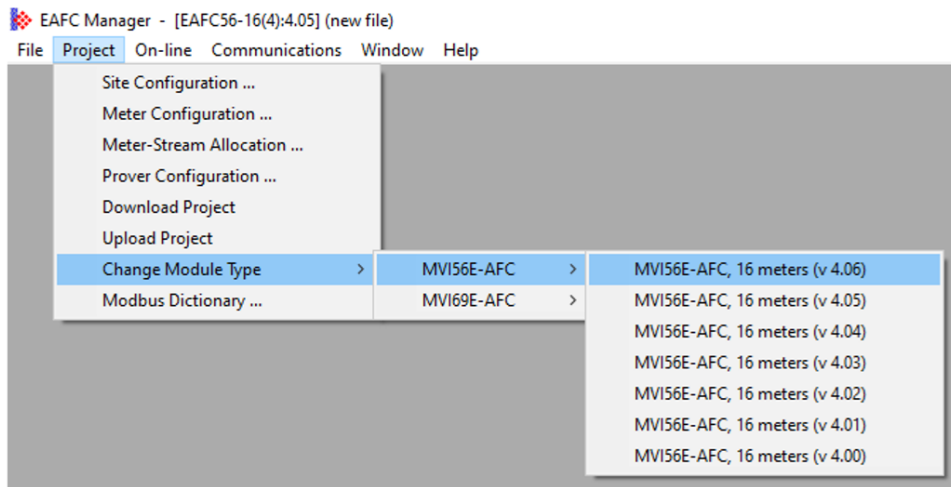 EAFC Manager - [EAFC56-16(4):4.05] (new file)
File Project On-line Communications Window Help
Site Configuration ...
Meter Configuration ...
Meter-Stream Allocation ...
Prover Configuration ...
Download Project
Upload Project
Change Module Type > MVI56E-AFC > MVI56E-AFC, 16 meters (v 4.06)
Modbus Dictionary ... MVI69E-AFC > MVI56E-AFC, 16 meters (v 4.05)
MVI56E-AFC, 16 meters (v 4.04)
MVI56E-AFC, 16 meters (v 4.03)
MVI56E-AFC, 16 meters (v 4.02)
MVI56E-AFC, 16 meters (v 4.01)
MVI56E-AFC, 16 meters (v 4.00)